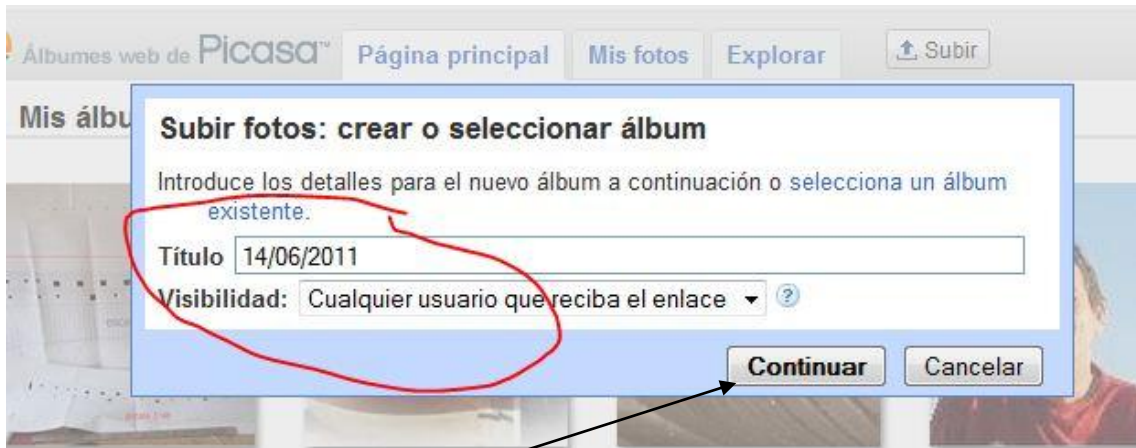 Álbumes web de Picasa™ Página principal Mis fotos Explorar Subir
Mis álbu
Subir fotos: crear o seleccionar álbum
Introduce los detalles para el nuevo álbum a continuación o selecciona un álbum
existente.
Título 14/06/2011
Visibilidad: Cualquier usuario que reciba el enlace ?
Continuar Cancelar